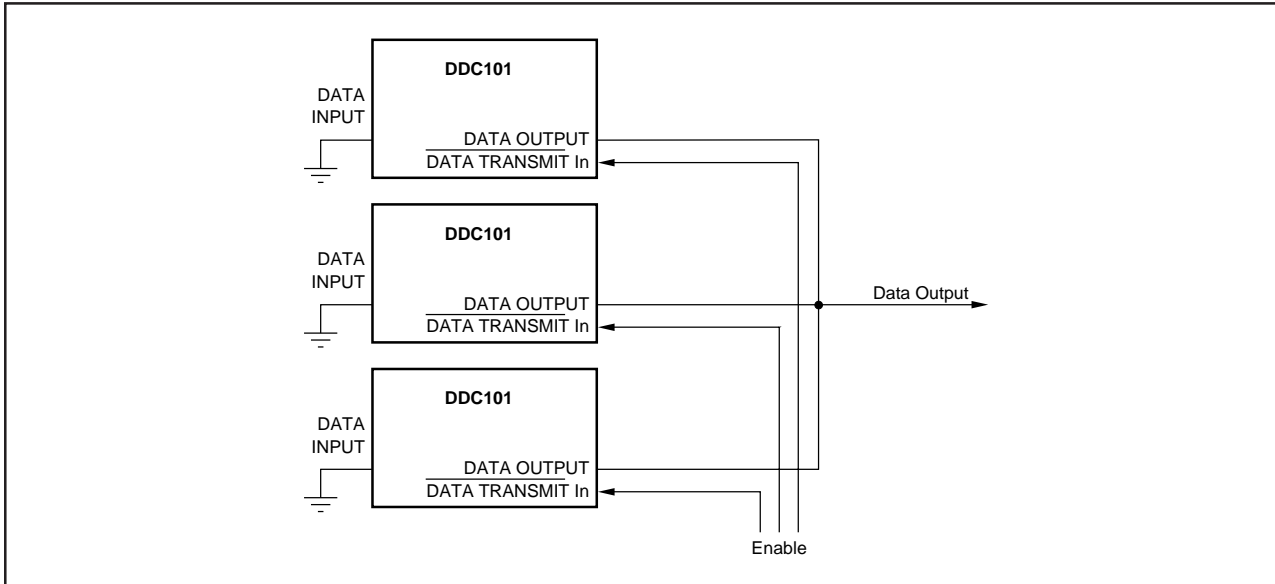 DDC101
DATA
INPUT
DATA OUTPUT
DATA TRANSMIT In
DDC101
DATA
INPUT
DATA OUTPUT
DATA TRANSMIT In
Data Output
DDC101
DATA
INPUT
DATA OUTPUT
DATA TRANSMIT In
Enable